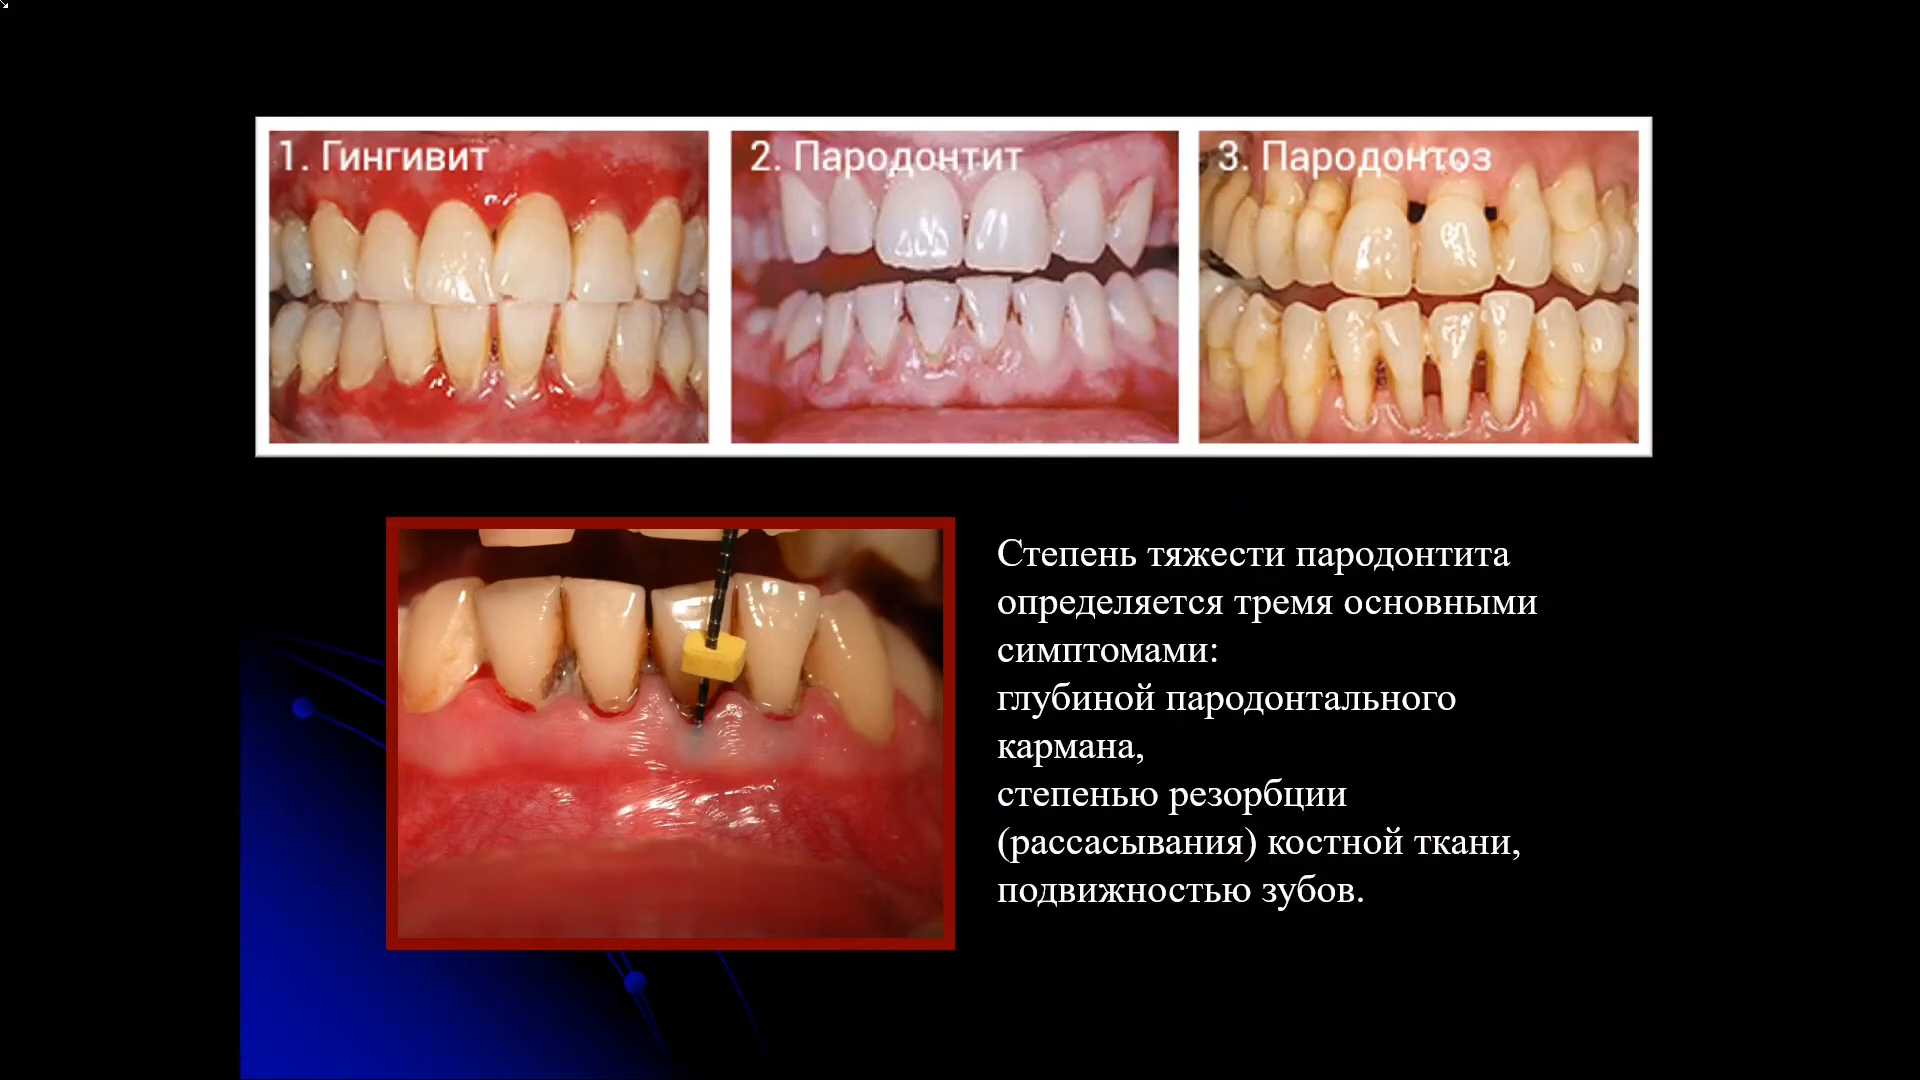 1. Гингивит
2. Пародонтит
3. Пародонтоз
Степень тяжести пародонтита
определяется тремя основными
симптомами:
глубиной пародонтального
кармана,
степенью резорбции
(рассасывания) костной ткани,
подвижностью зубов.